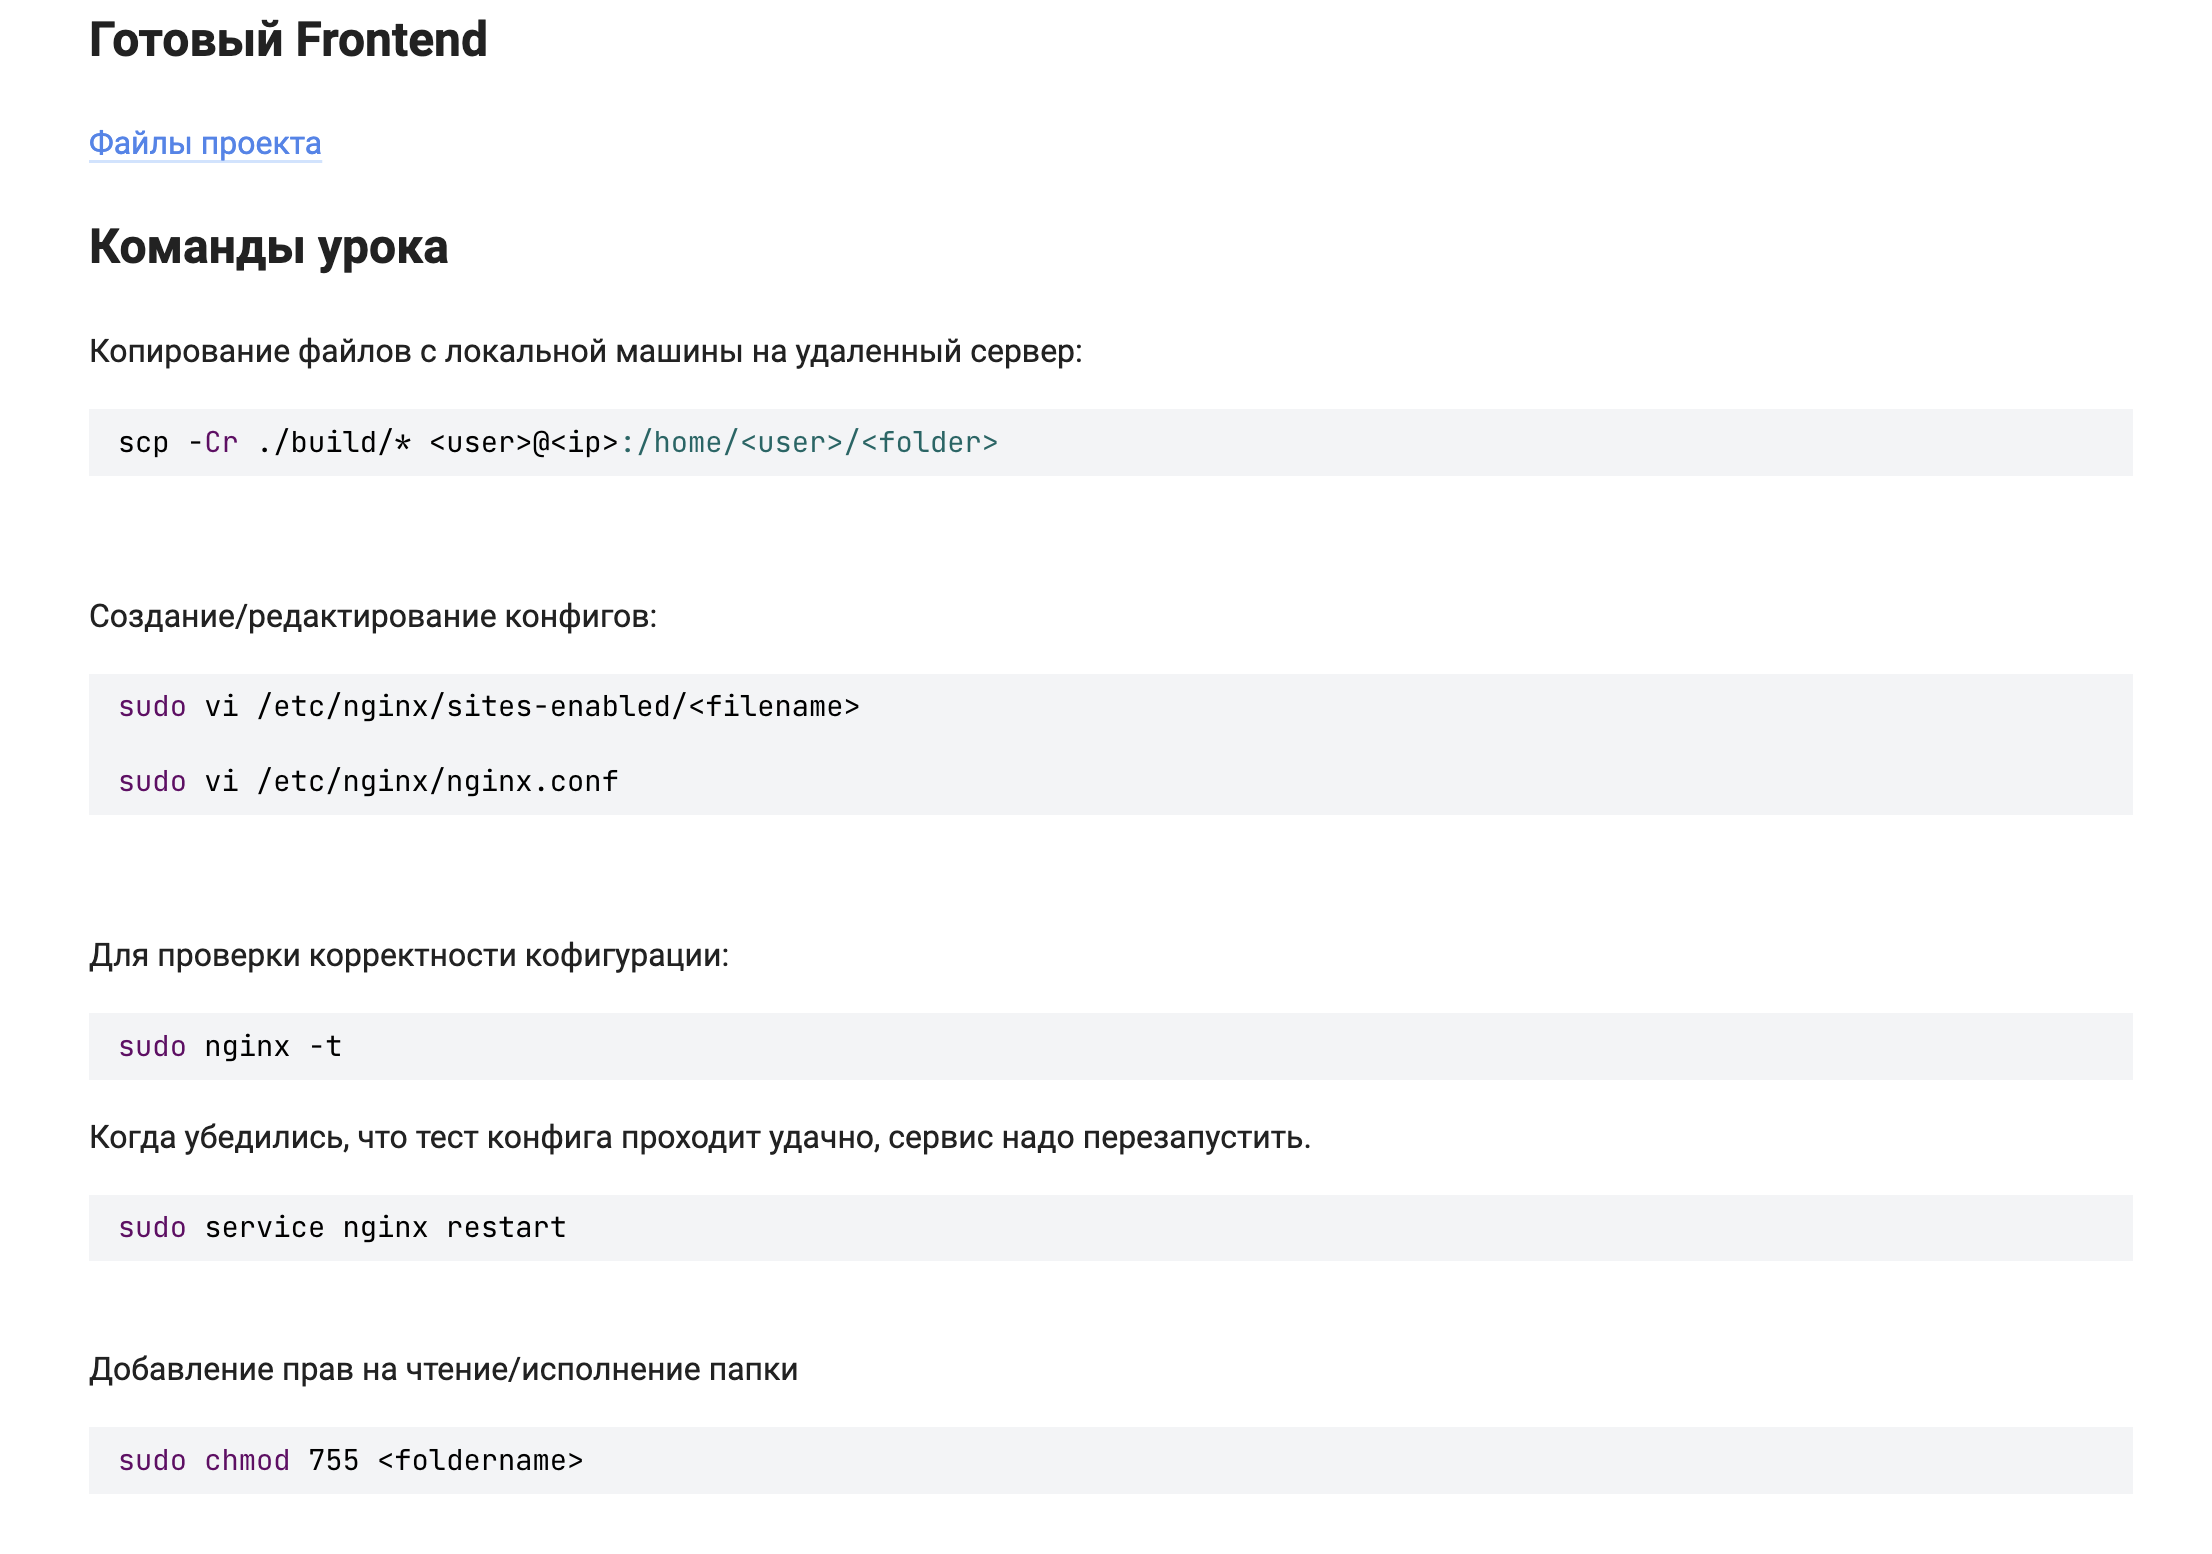 Готовый Frontend
Файлы проекта
Команды урока
Копирование файлов с локальной машины на удаленный сервер:
scp -Cr ./build/* <user>@<ip>:/home/<user>/<folder>
Создание/редактирование конфигов:
sudo vi /etc/nginx/sites-enabled/<filename>
sudo vi /etc/nginx/nginx.conf
Для проверки корректности кофигурации:
sudo nginx -t
Когда убедились, что тест конфига проходит удачно, сервис надо перезапустить.
sudo service nginx restart
Добавление прав на чтение/исполнение папки
sudo chmod 755 <foldername>